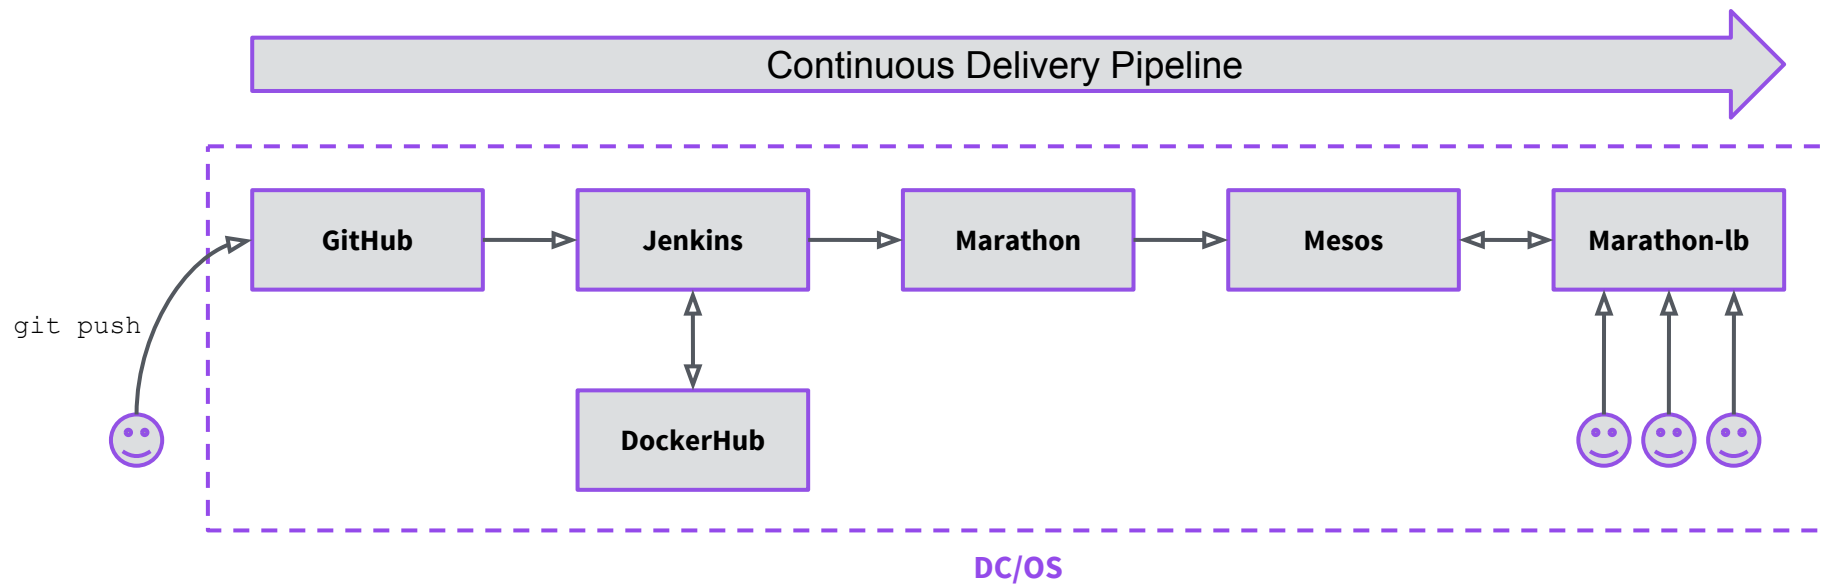 Continuous Delivery Pipeline
GitHub
Jenkins
Marathon
Mesos
Marathon-lb
git push
DockerHub
DC/OS